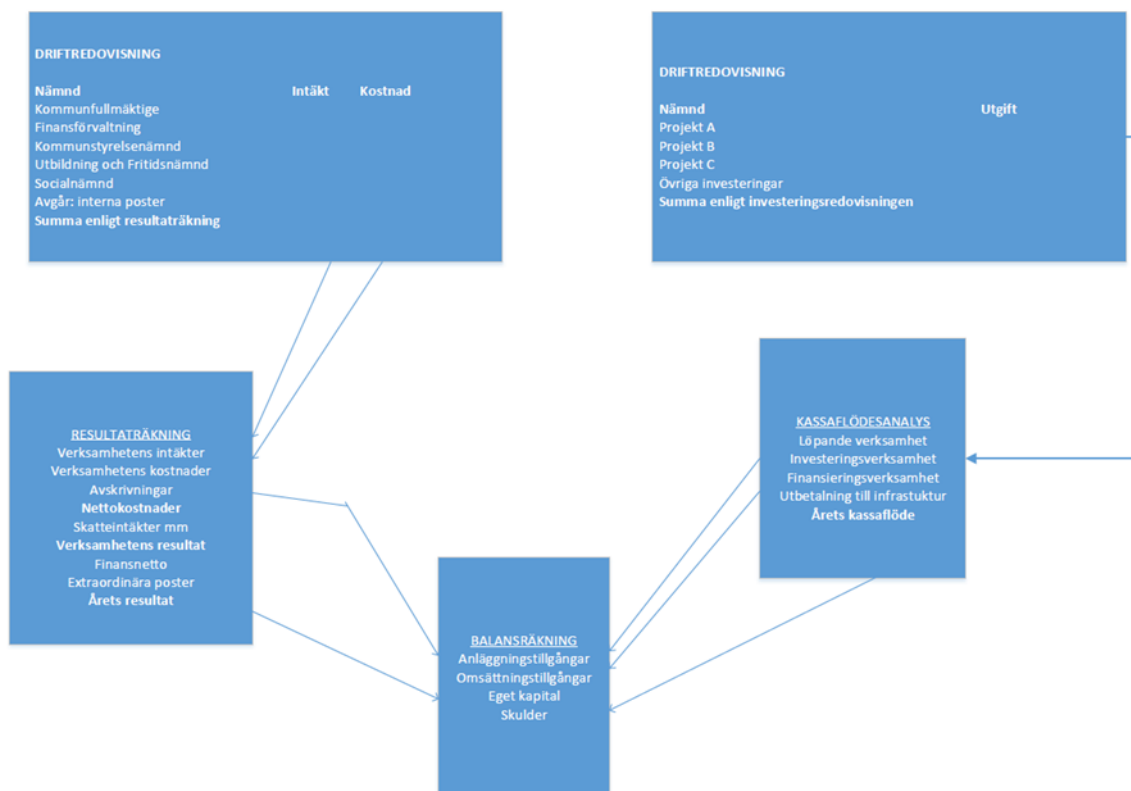 DRIFTREDOVISNING
Nämnd Intäkt Kostnad
Kommunfullmäktige
Finansförvaltning
Kommunstyrelsenämnd
Utbildning och Fritidsnämnd
Socialnämnd
Avgår: interna poster
Summa enligt resultaträkning
DRIFTREDOVISNING
Nämnd Utgift
Projekt A
Projekt B
Projekt C
Övriga investeringar
Summa enligt investeringsredovisningen
RESULTATRÄKNING
Verksamhetens intäkter
Verksamhetens kostnader
Avskrivningar
Nettokostnader
Skatteintäkter mm
Verksamhetens resultat
Finansnetto
Extraordinära poster
Årets resultat
KASSAFLÖDESANALYS
Löpande verksamhet
Investeringsverksamhet
Finansieringsverksamhet
Utbetalning till infrastuktur
Årets kassaflöde
BALANSRÄKNING
Anläggningstillgångar
Omsättningstillgångar
Eget kapital
Skulder